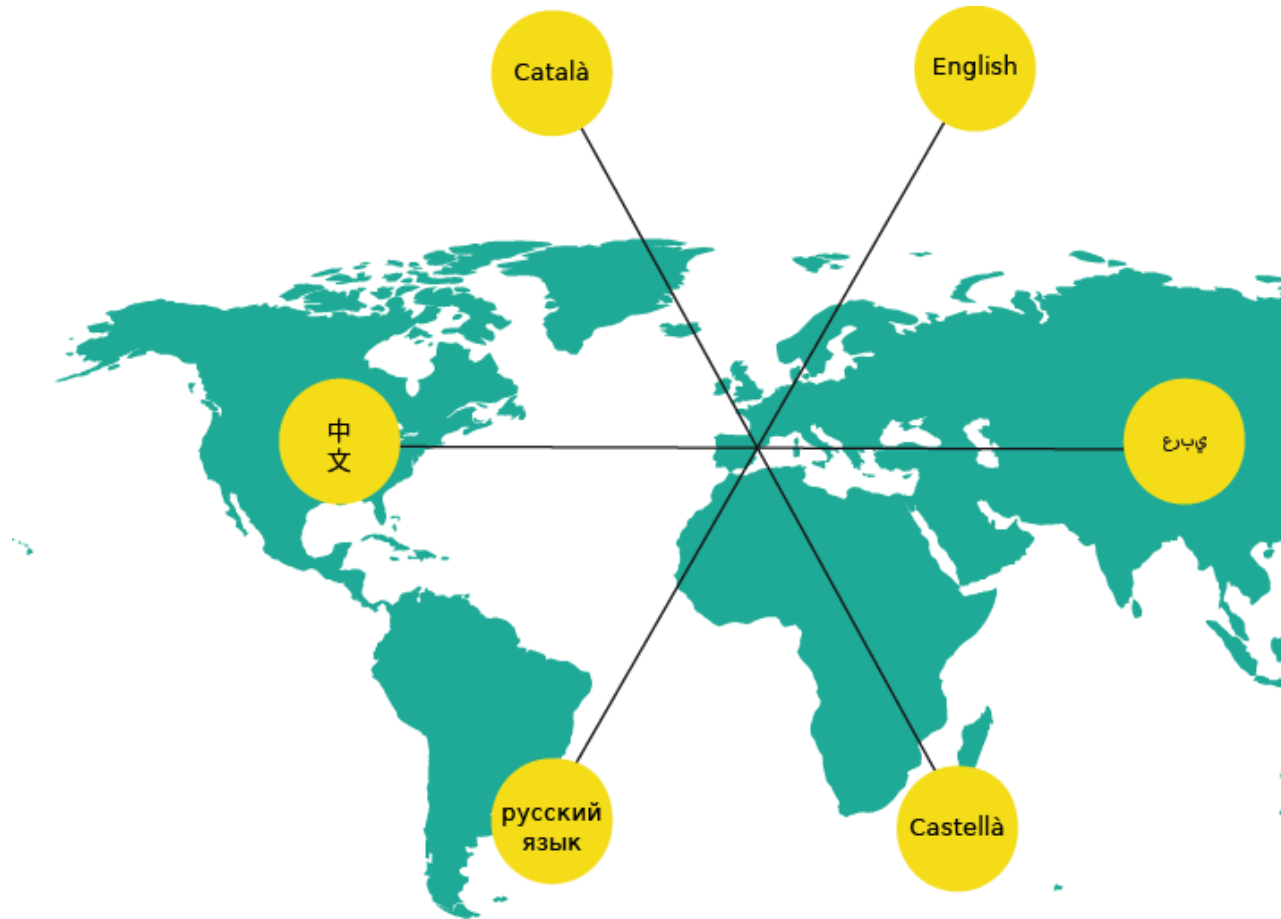 Català
English
中
文
عربي
русский
язык
Castellà